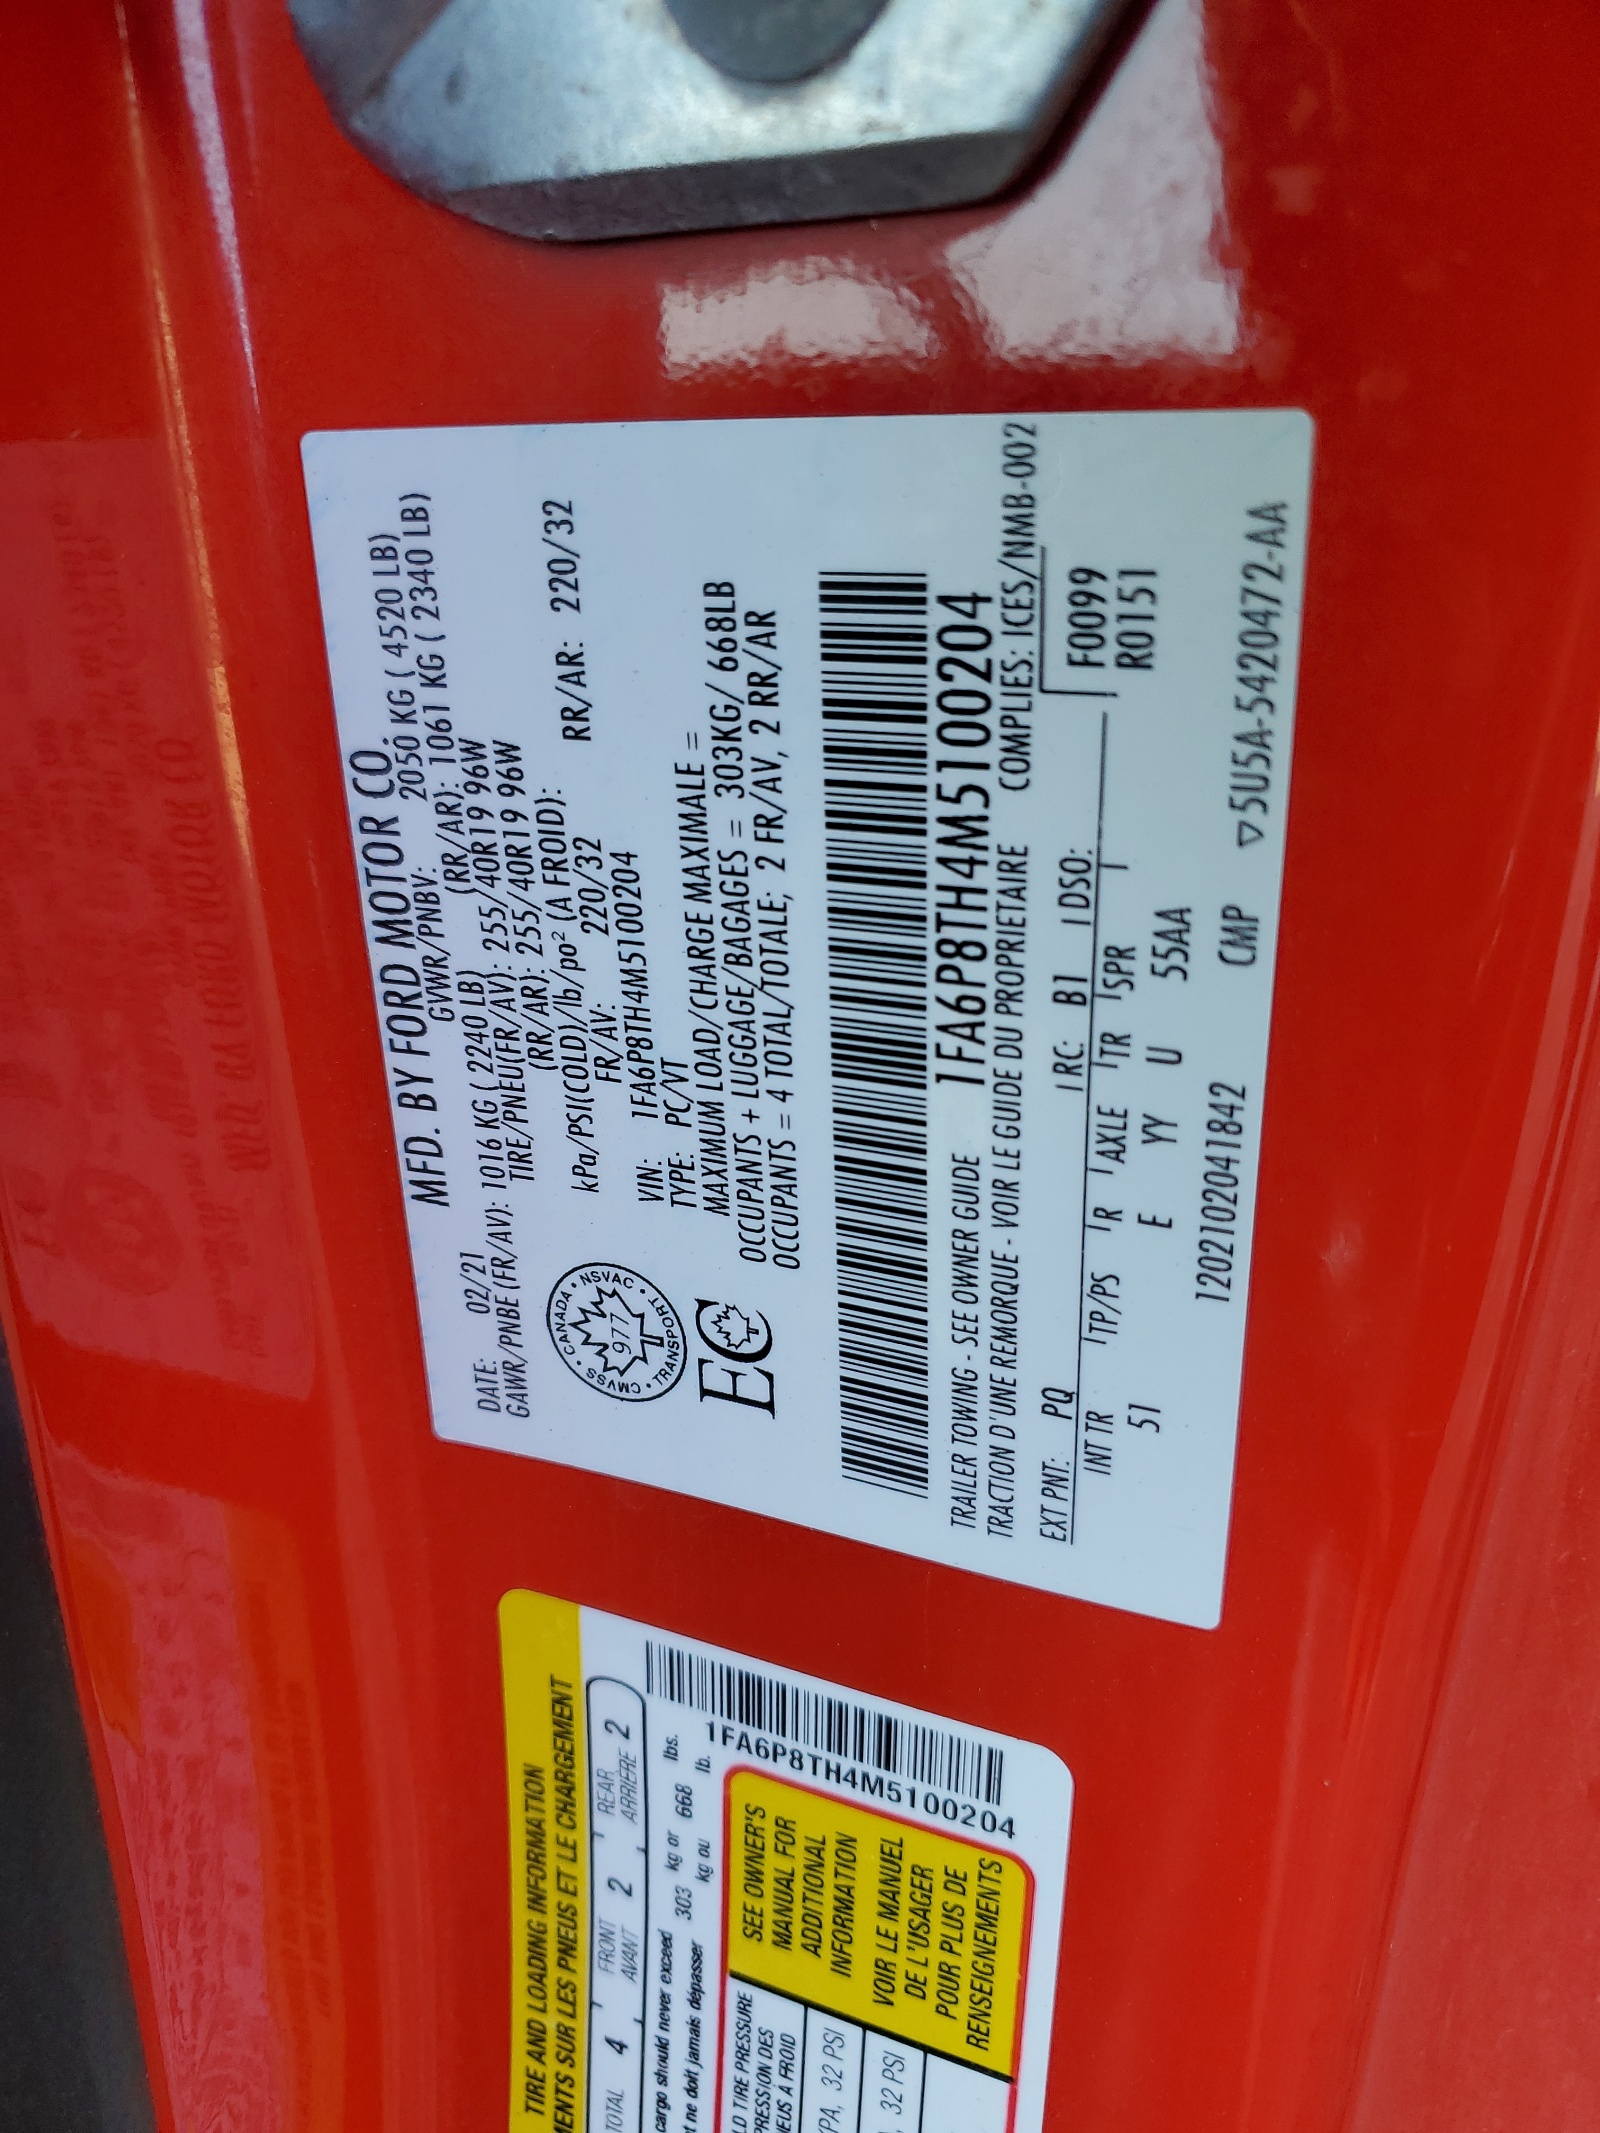 MFD. BY FORD MOTOR CO.
DATE: 02/21 GVWR/PNBV: 2050 KG ( 4520 LB)
GAWR/PNBE (FR/AV): 1016 KG ( 2240 LB) (RR/AR): 1061 KG ( 2340 LB)
TIRE/PNEU(FR/AV): 255/40R19 96W
(RR/AR): 255/40R19 96W
kPa/PSI(COLD)/lb/po² (A FROID):
FR/AV: 220/32 RR/AR: 220/32
VIN: 1FA6P8TH4M5100204
TYPE: PC/VT
MAXIMUM LOAD/CHARGE MAXIMALE =
OCCUPANTS + LUGGAGE/BAGAGES = 303KG/ 668LB
OCCUPANTS = 4 TOTAL/TOTALE; 2 FR/AV, 2 RR/AR
CANADA • NSVAC • TRANSPORT • CMVSS •
977
EC
1FA6P8TH4M5100204
TRAILER TOWING - SEE OWNER GUIDE
TRACTION D'UNE REMORQUE - VOIR LE GUIDE DU PROPRIETAIRE COMPLIES: ICES/NMB-002
EXT PNT: PQ RC: B1 DSO: F0099
INT TR TP/PS R AXLE TR SPR R0151
51 E YY U 55AA
1202102041842 CMP ▽5U5A-5420472-AA
TIRE AND LOADING INFORMATION
MENTS SUR LES PNEUS ET LE CHARGEMENT
TOTAL 4 FRONT AVANT 2 REAR ARRIÈRE 2
cargo should never exceed 303 kg or 668 lbs.
t ne doit jamais dépasser kg ou lb.
1FA6P8TH4M5100204
LD TIRE PRESSURE
PRESSION DES
NEUS A FROID
KPA, 32 PSI
, 32 PSI
SEE OWNER'S
MANUAL FOR
ADDITIONAL
INFORMATION
VOIR LE MANUEL
DE L'USAGER
POUR PLUS DE
RENSEIGNEMENTS